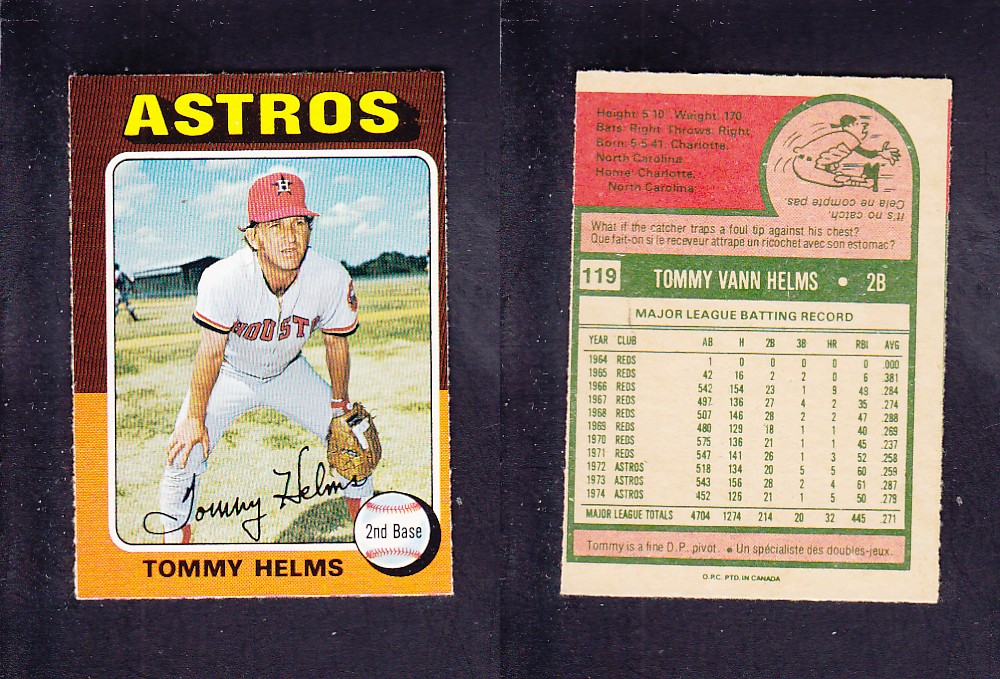 ASTROS
H
HOUSTO
Tommy Helms
2nd Base
TOMMY HELMS
Height: 5-10 Weight: 170
Bats: Right Throws: Right
Born: 5-5-41, Charlotte,
North Carolina
Home: Charlotte,
North Carolina
it's no catch.
Cela ne compte pas.
What if the catcher traps a foul tip against his chest?
Que fait-on si le receveur attrape un ricochet avec son estomac?
119 TOMMY VANN HELMS • 2B
MAJOR LEAGUE BATTING RECORD
YEAR CLUB AB H 2B 3B HR RBI AVG
1964 REDS 1 0 0 0 0 0 .000
1965 REDS 42 16 2 2 0 6 .381
1966 REDS 542 154 23 1 9 49 .284
1967 REDS 497 136 27 4 2 35 .274
1968 REDS 507 146 28 2 2 47 .288
1969 REDS 480 129 18 1 1 40 .269
1970 REDS 575 136 21 1 1 45 .237
1971 REDS 547 141 26 1 3 52 .258
1972 ASTROS 518 134 20 5 5 60 .259
1973 ASTROS 543 156 28 2 4 61 .287
1974 ASTROS 452 126 21 1 5 50 .279
MAJOR LEAGUE TOTALS 4704 1274 214 20 32 445 .271
Tommy is a fine D.P. pivot. • Un spécialiste des doubles-jeux.
O.P.C. PTD. IN CANADA